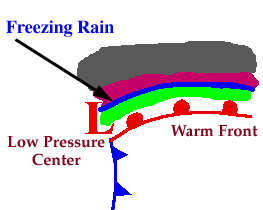 Freezing Rain
L
Low Pressure
Center
Warm Front